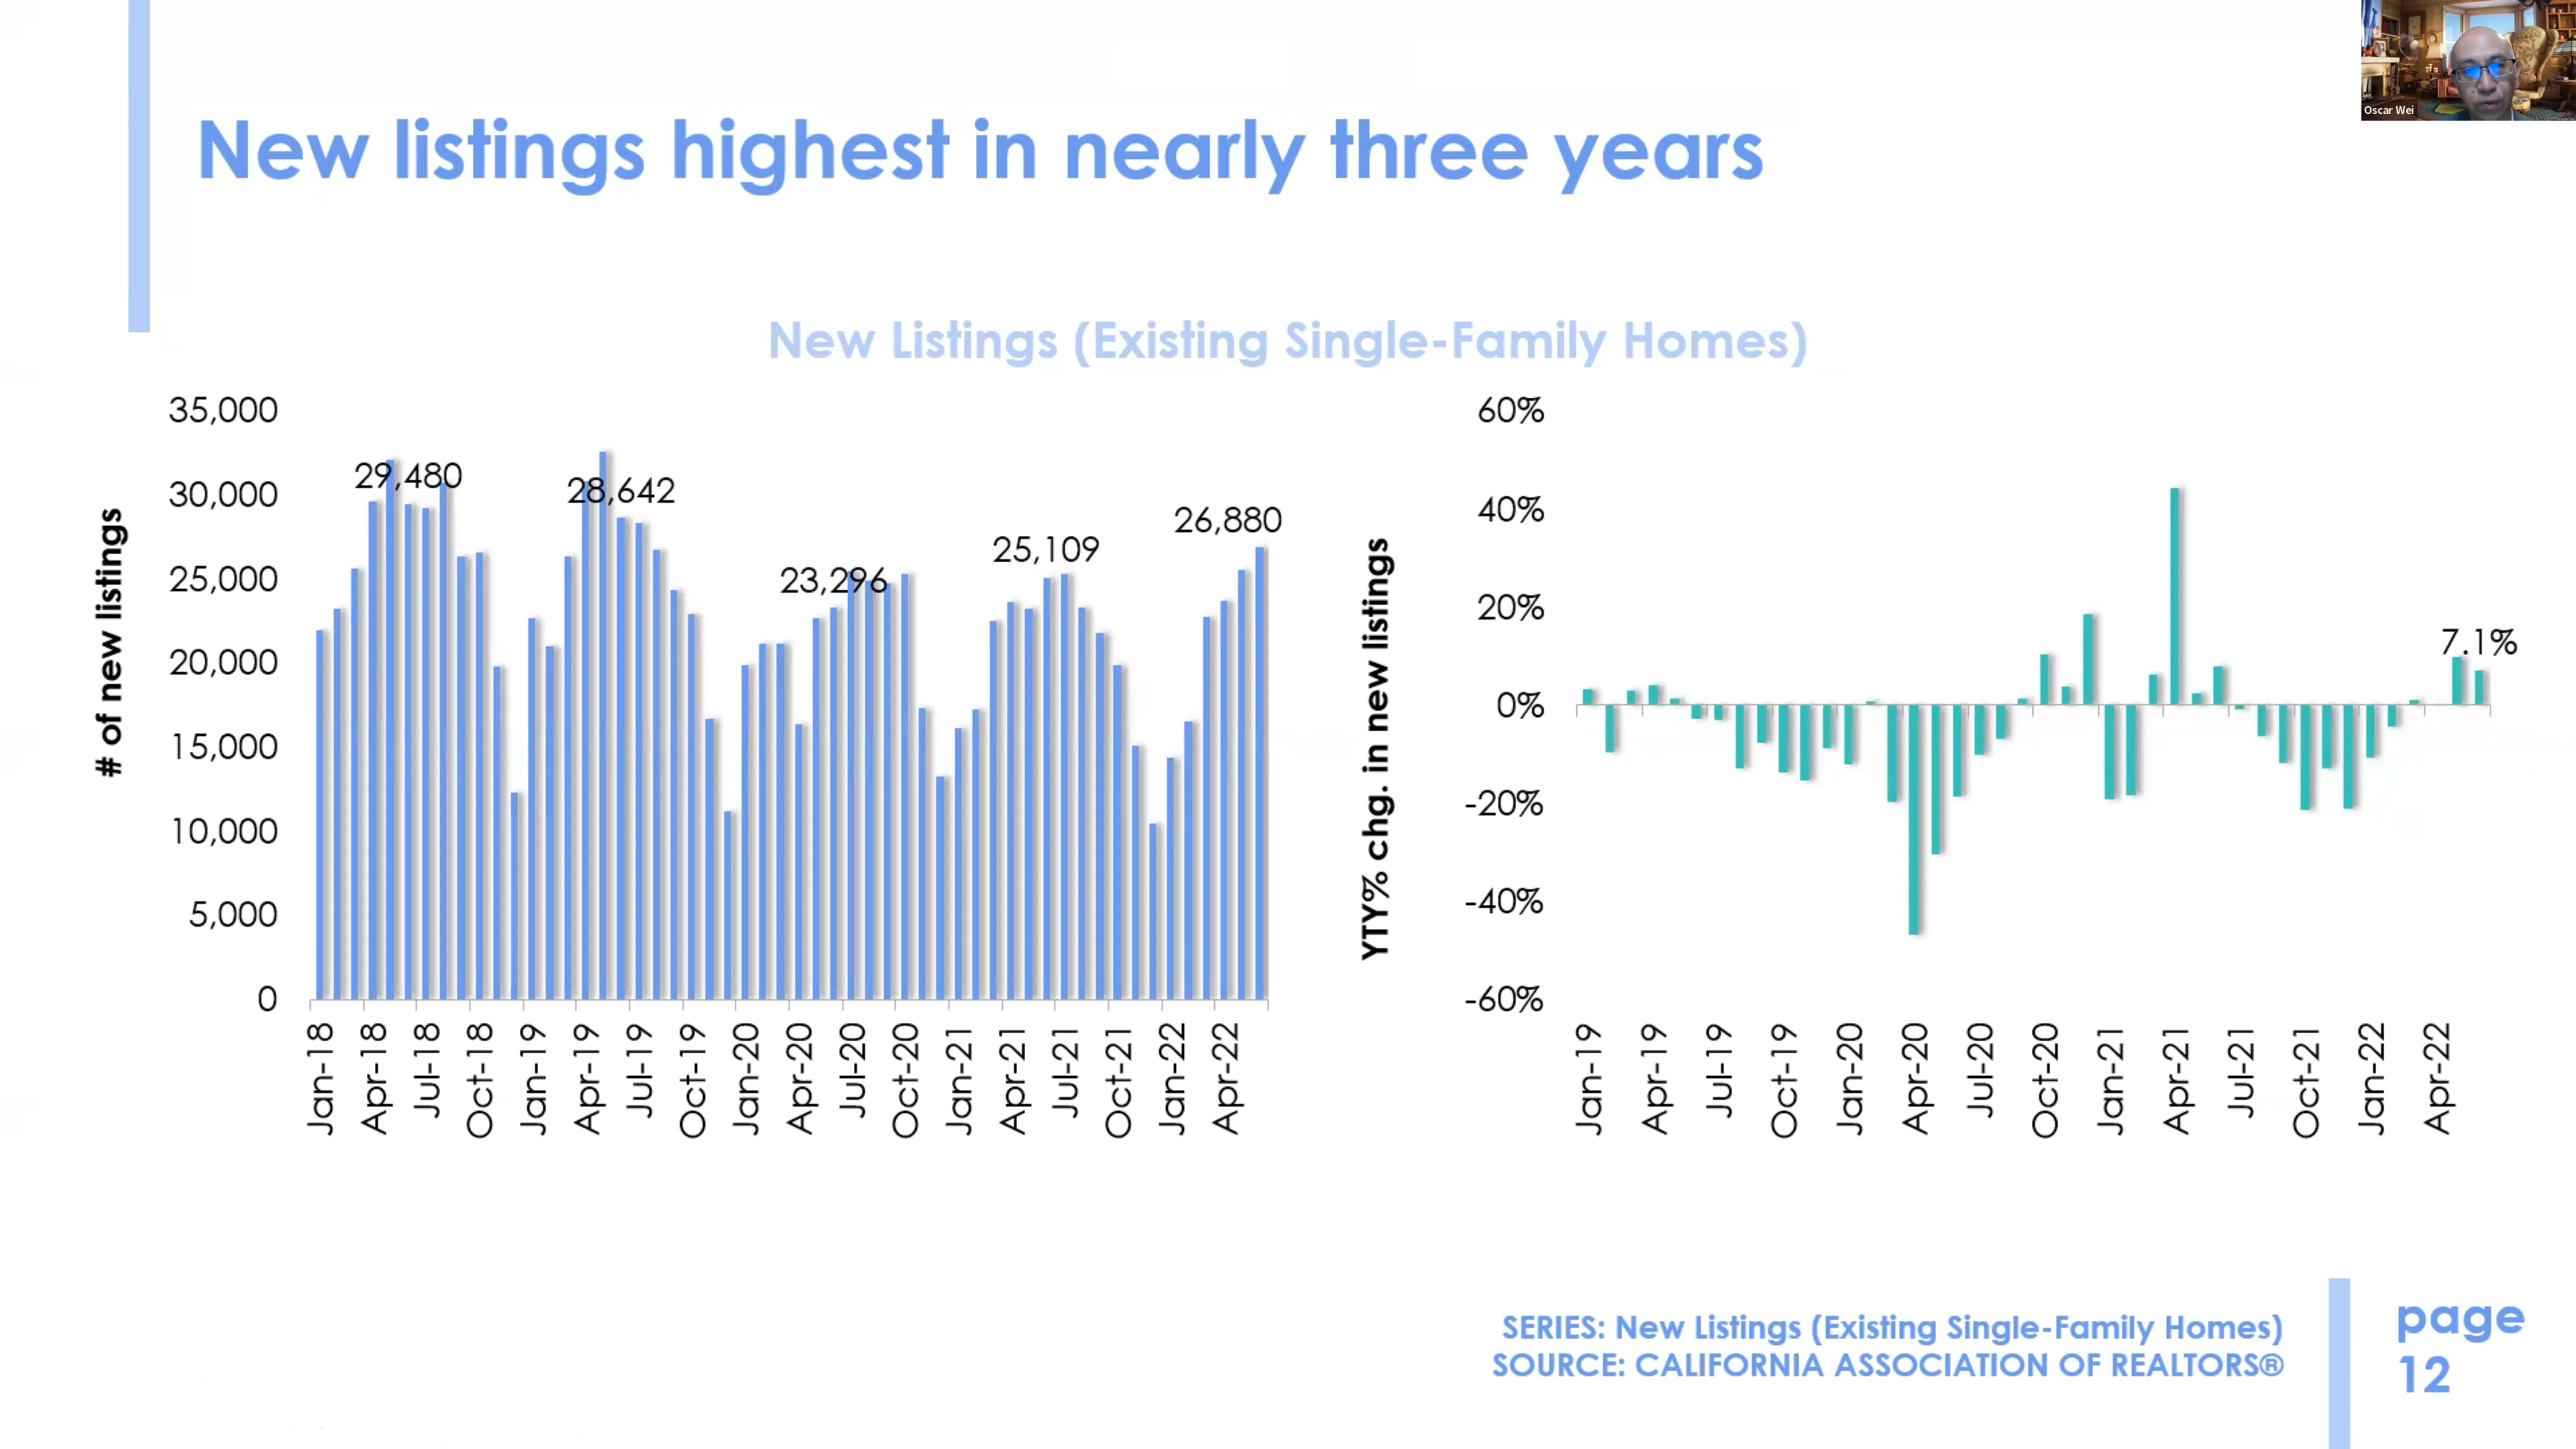 Oscar Wei
New listings highest in nearly three years
New Listings (Existing Single-Family Homes)
# of new listings
35,000
30,000
25,000
20,000
15,000
10,000
5,000
0
29,480
28,642
23,296
25,109
26,880
Jan-18
Apr-18
Jul-18
Oct-18
Jan-19
Apr-19
Jul-19
Oct-19
Jan-20
Apr-20
Jul-20
Oct-20
Jan-21
Apr-21
Jul-21
Oct-21
Jan-22
Apr-22
YTY% chg. in new listings
60%
40%
20%
0%
-20%
-40%
-60%
7.1%
Jan-19
Apr-19
Jul-19
Oct-19
Jan-20
Apr-20
Jul-20
Oct-20
Jan-21
Apr-21
Jul-21
Oct-21
Jan-22
Apr-22
SERIES: New Listings (Existing Single-Family Homes)
SOURCE: CALIFORNIA ASSOCIATION OF REALTORS®
page
12